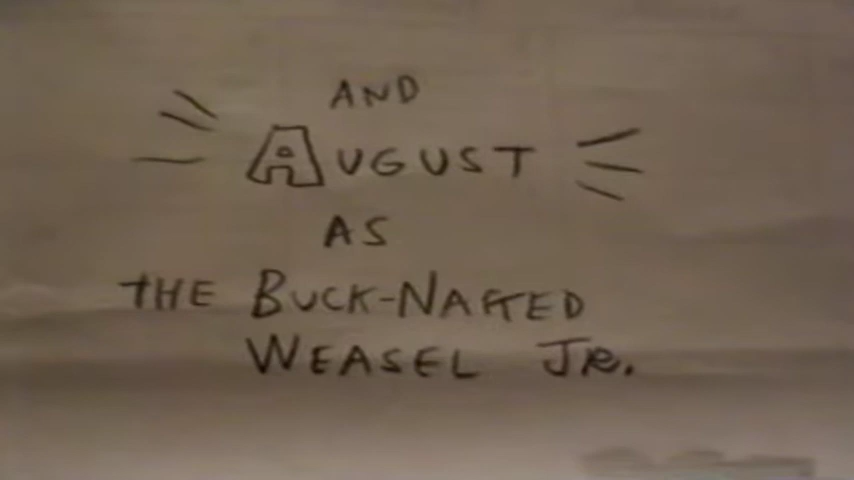 AND
AUGUST
AS
THE BUCK-NAKED
WEASEL JR.